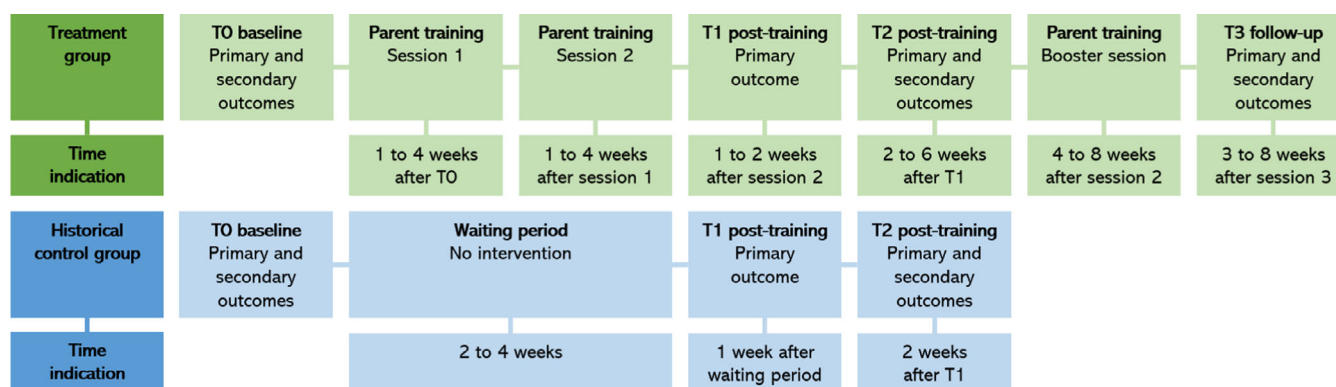 Treatment
group
T0 baseline
Primary and
secondary
outcomes
Parent training
Session 1
Parent training
Session 2
T1 post-training
Primary
outcome
T2 post-training
Primary and
secondary
outcomes
Parent training
Booster session
T3 follow-up
Primary and
secondary
outcomes
Time
indication
1 to 4 weeks
after T0
1 to 4 weeks
after session 1
1 to 2 weeks
after session 2
2 to 6 weeks
after T1
4 to 8 weeks
after session 2
3 to 8 weeks
after session 3
Historical
control group
T0 baseline
Primary and
secondary
outcomes
Waiting period
No intervention
T1 post-training
Primary
outcome
T2 post-training
Primary and
secondary
outcomes
Time
indication
2 to 4 weeks
1 week after
waiting period
2 weeks
after T1